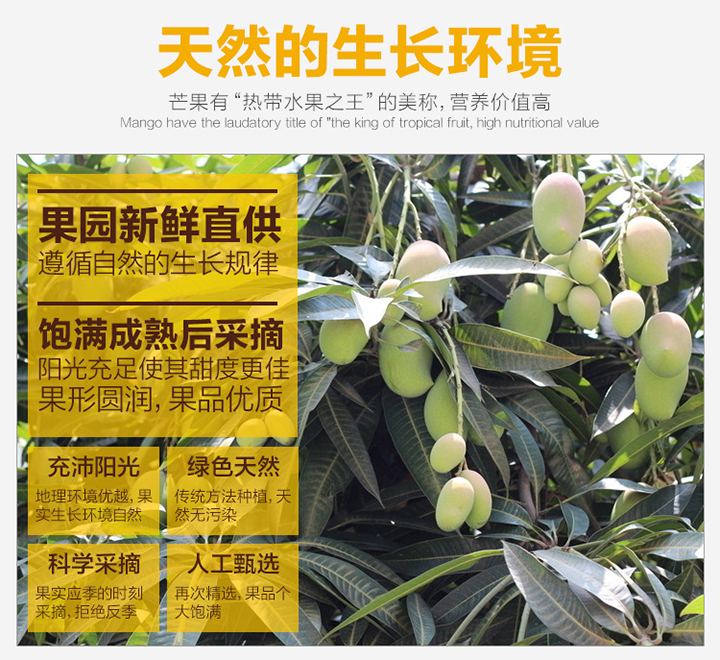 天然的生长环境
芒果有“热带水果之王”的美称，营养价值高
Mango have the laudatory title of "the king of tropical fruit, high nutritional value
果园新鲜直供
遵循自然的生长规律
饱满成熟后采摘
阳光充足使其甜度更佳
果形圆润，果品优质
充沛阳光
地理环境优越，果
实生长环境自然
绿色天然
传统方法种植，天
然无污染
科学采摘
果实应季的时刻
采摘，拒绝反季
人工甄选
再次精选，果品个
大饱满